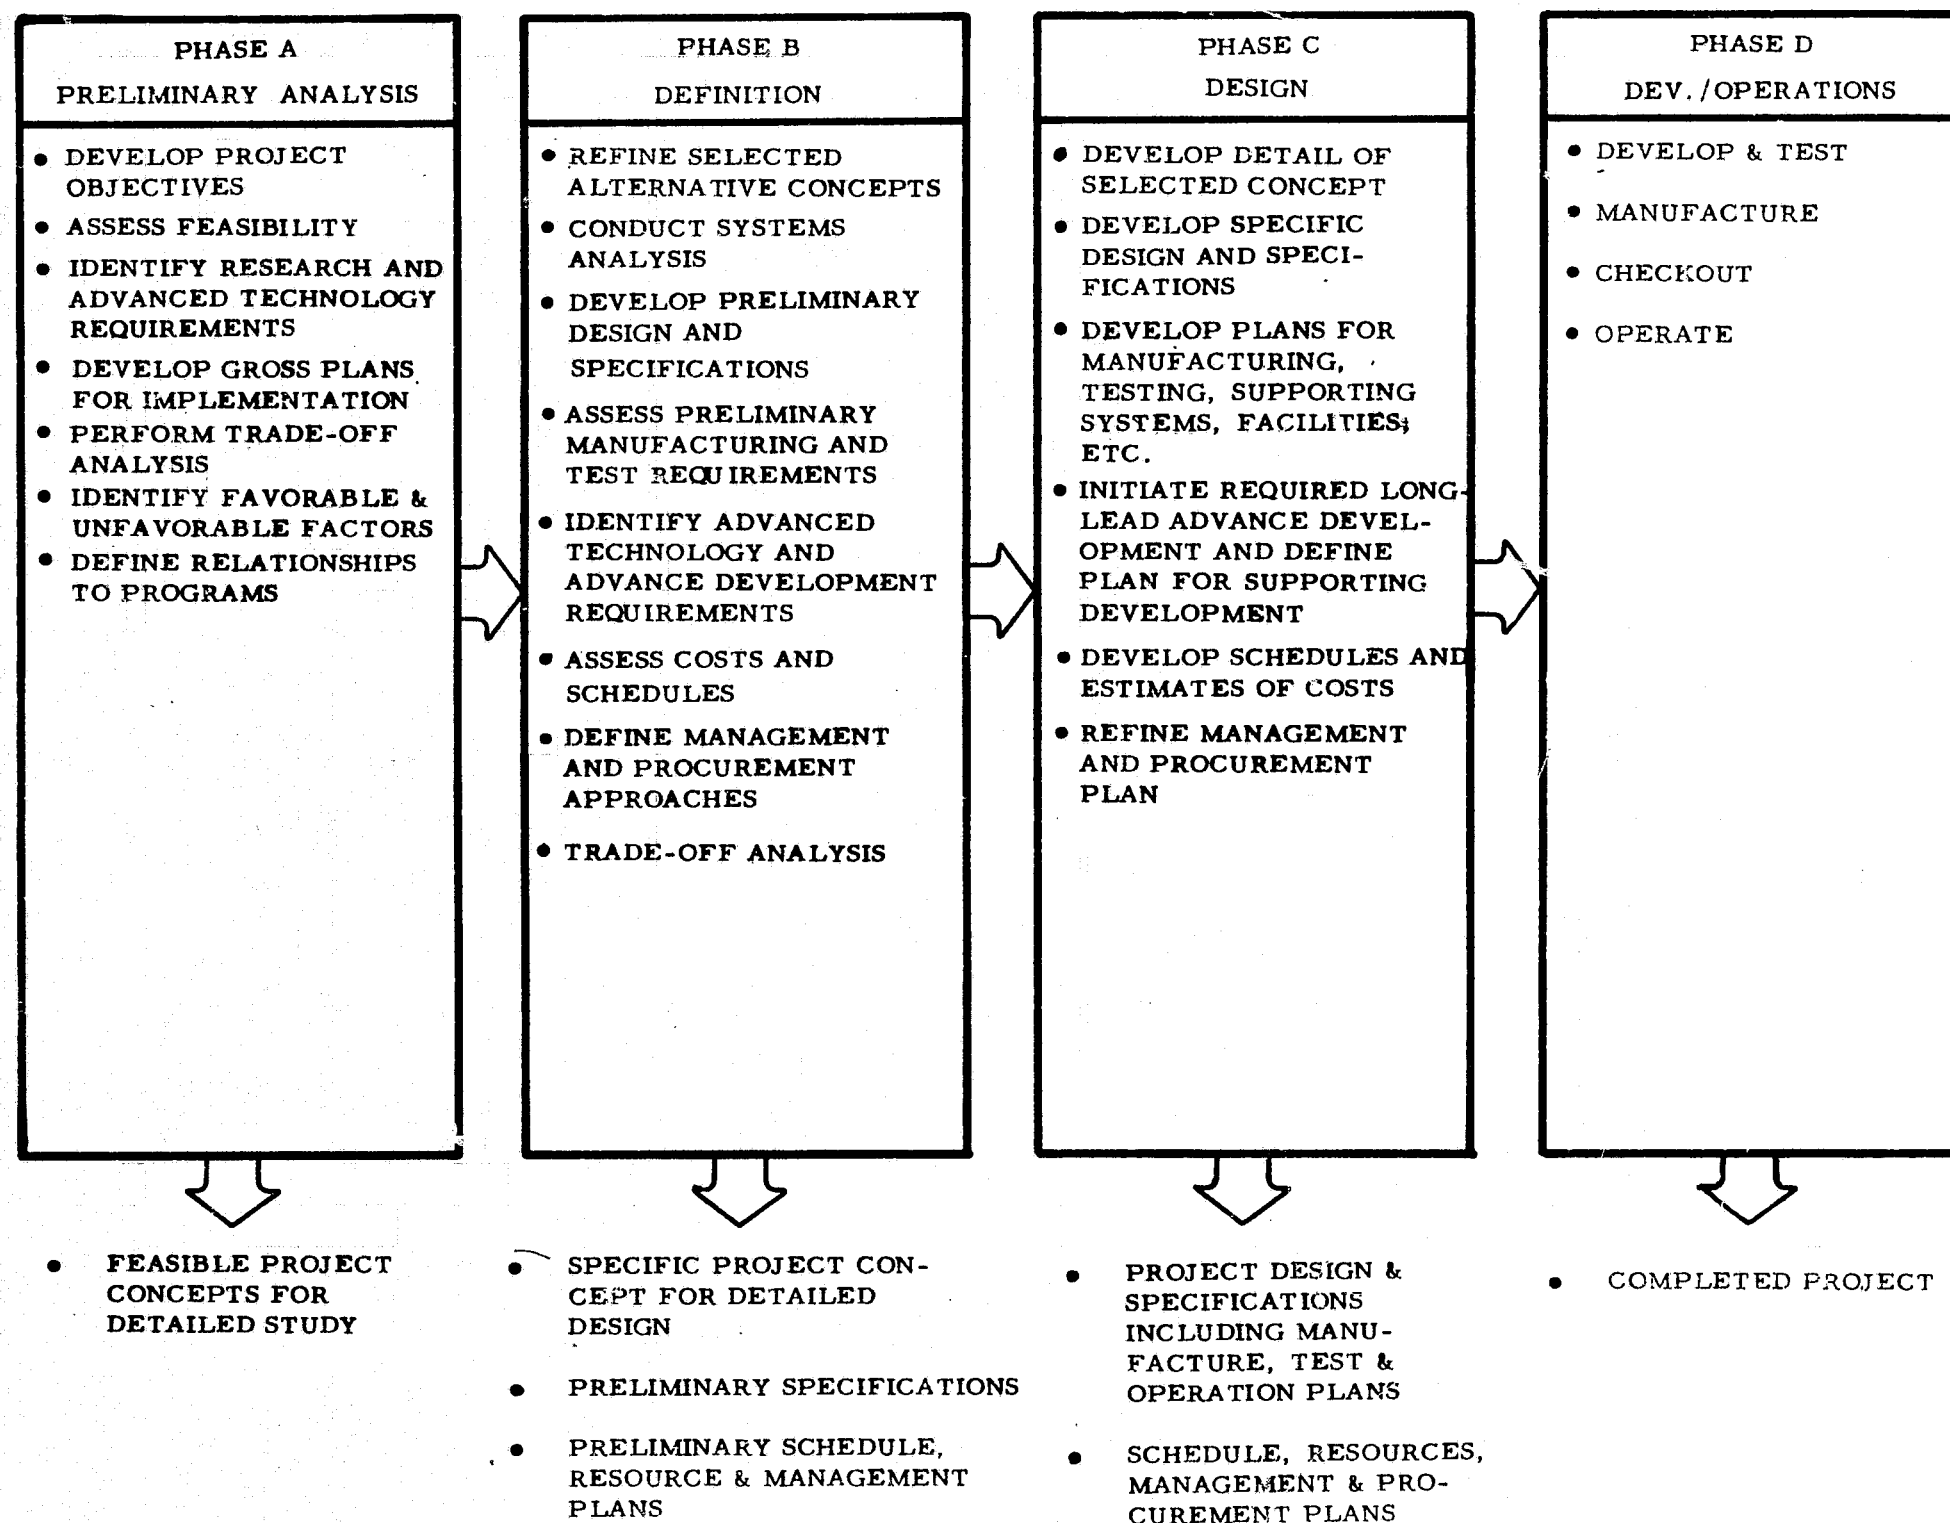 PHASE A
PRELIMINARY ANALYSIS
• DEVELOP PROJECT
OBJECTIVES
• ASSESS FEASIBILITY
• IDENTIFY RESEARCH AND
ADVANCED TECHNOLOGY
REQUIREMENTS
• DEVELOP GROSS PLANS
FOR IMPLEMENTATION
• PERFORM TRADE-OFF
ANALYSIS
• IDENTIFY FAVORABLE &
UNFAVORABLE FACTORS
• DEFINE RELATIONSHIPS
TO PROGRAMS
• FEASIBLE PROJECT
CONCEPTS FOR
DETAILED STUDY
PHASE B
DEFINITION
• REFINE SELECTED
ALTERNATIVE CONCEPTS
• CONDUCT SYSTEMS
ANALYSIS
• DEVELOP PRELIMINARY
DESIGN AND
SPECIFICATIONS
• ASSESS PRELIMINARY
MANUFACTURING AND
TEST REQUIREMENTS
• IDENTIFY ADVANCED
TECHNOLOGY AND
ADVANCE DEVELOPMENT
REQUIREMENTS
• ASSESS COSTS AND
SCHEDULES
• DEFINE MANAGEMENT
AND PROCUREMENT
APPROACHES
• TRADE-OFF ANALYSIS
• SPECIFIC PROJECT CON-
CEPT FOR DETAILED
DESIGN
• PRELIMINARY SPECIFICATIONS
• PRELIMINARY SCHEDULE,
RESOURCE & MANAGEMENT
PLANS
PHASE C
DESIGN
• DEVELOP DETAIL OF
SELECTED CONCEPT
• DEVELOP SPECIFIC
DESIGN AND SPECI-
FICATIONS
• DEVELOP PLANS FOR
MANUFACTURING,
TESTING, SUPPORTING
SYSTEMS, FACILITIES,
ETC.
• INITIATE REQUIRED LONG-
LEAD ADVANCE DEVEL-
OPMENT AND DEFINE
PLAN FOR SUPPORTING
DEVELOPMENT
• DEVELOP SCHEDULES AND
ESTIMATES OF COSTS
• REFINE MANAGEMENT
AND PROCUREMENT
PLAN
• PROJECT DESIGN &
SPECIFICATIONS
INCLUDING MANU-
FACTURE, TEST &
OPERATION PLANS
• SCHEDULE, RESOURCES,
MANAGEMENT & PRO-
CUREMENT PLANS
PHASE D
DEV./OPERATIONS
• DEVELOP & TEST
• MANUFACTURE
• CHECKOUT
• OPERATE
• COMPLETED PROJECT